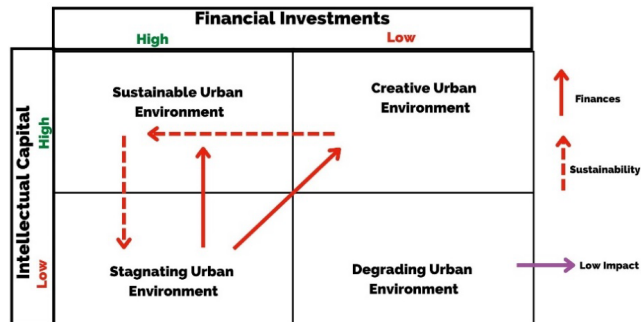 Financial Investments
High
Low
Intellectual Capital
High
Low
Sustainable Urban
Environment
Creative Urban
Environment
Stagnating Urban
Environment
Degrading Urban
Environment
Finances
Sustainability
Low Impact